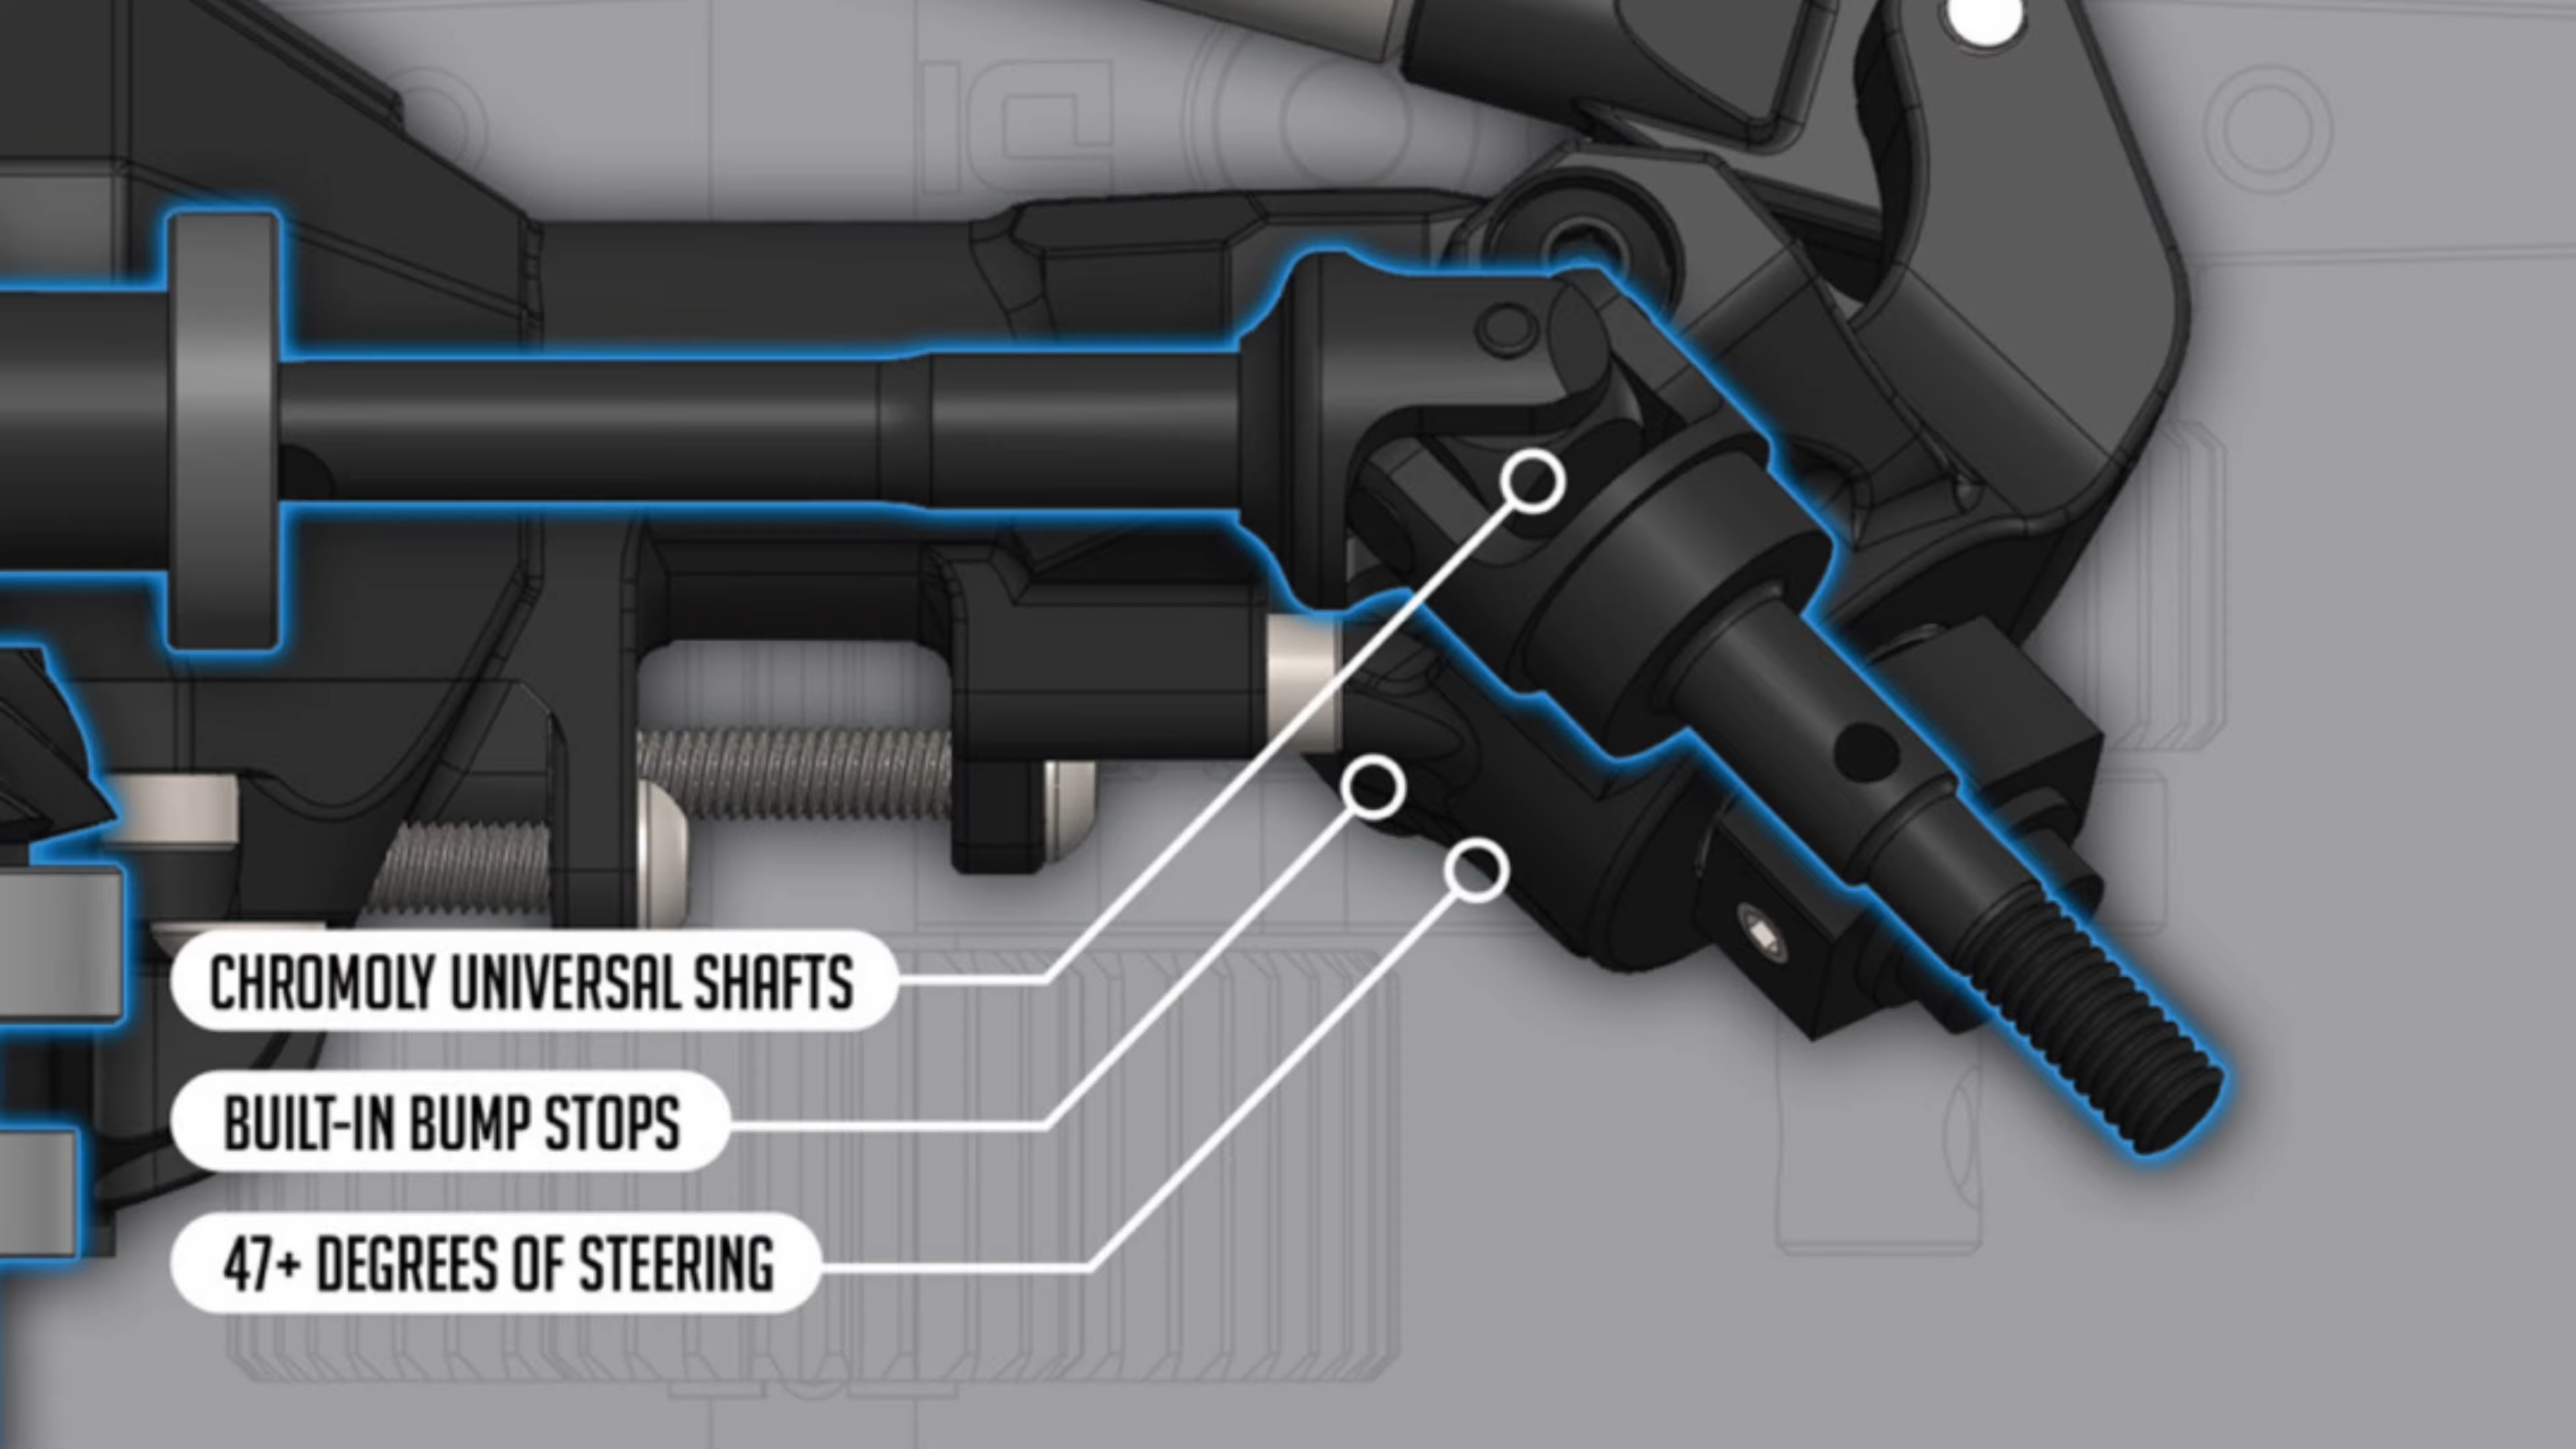 CHROMOLY UNIVERSAL SHAFTS
BUILT-IN BUMP STOPS
47+ DEGREES OF STEERING